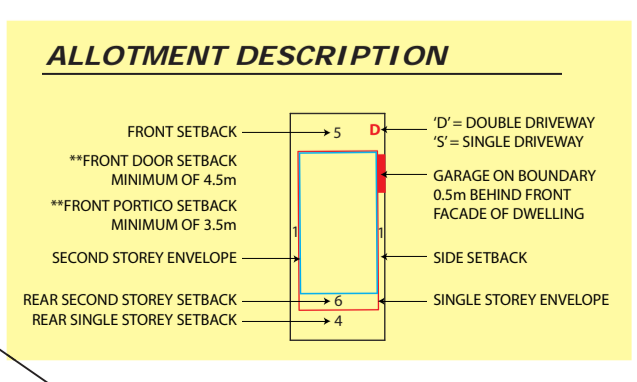 ALLOTMENT DESCRIPTION
FRONT SETBACK
5
D
'D' = DOUBLE DRIVEWAY
'S' = SINGLE DRIVEWAY
**FRONT DOOR SETBACK
MINIMUM OF 4.5m
GARAGE ON BOUNDARY
0.5m BEHIND FRONT
FACADE OF DWELLING
**FRONT PORTICO SETBACK
MINIMUM OF 3.5m
1
1
SECOND STOREY ENVELOPE
SIDE SETBACK
REAR SECOND STOREY SETBACK
6
SINGLE STOREY ENVELOPE
REAR SINGLE STOREY SETBACK
4